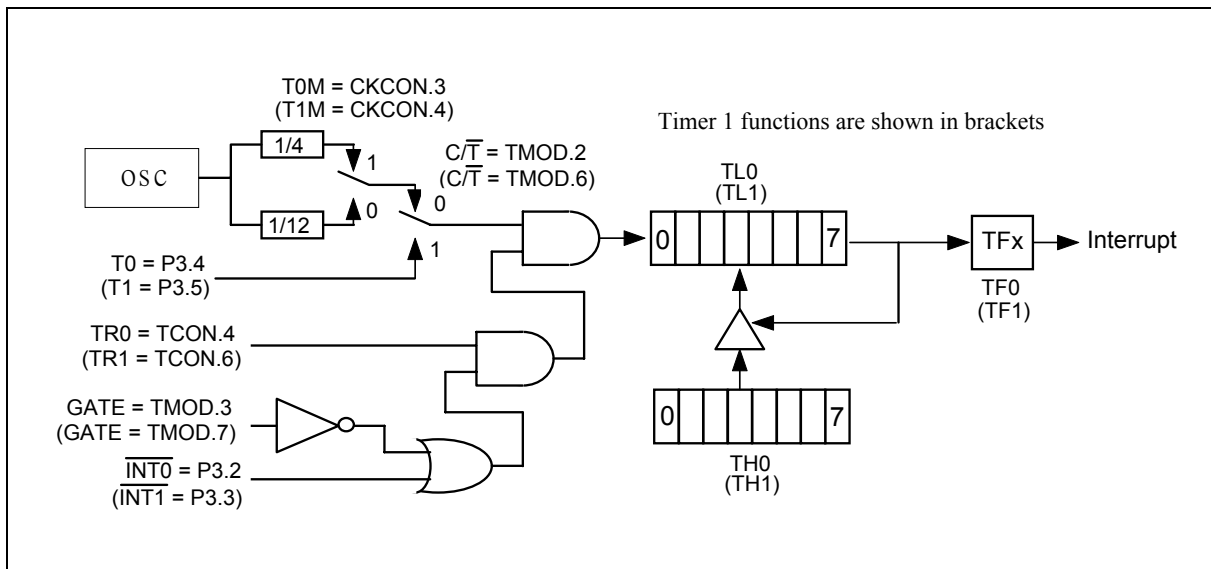 T0M = CKCON.3
(T1M = CKCON.4)
Timer 1 functions are shown in brackets
OSC
1/4
1
1/12
0
C/T̅ = TMOD.2
(C/T̅ = TMOD.6)
0
1
T0 = P3.4
(T1 = P3.5)
TL0
(TL1)
0
7
TFx
Interrupt
TF0
(TF1)
TR0 = TCON.4
(TR1 = TCON.6)
GATE = TMOD.3
(GATE = TMOD.7)
0
7
TH0
(TH1)
I̅N̅T̅0̅ = P3.2
(I̅N̅T̅1̅ = P3.3)